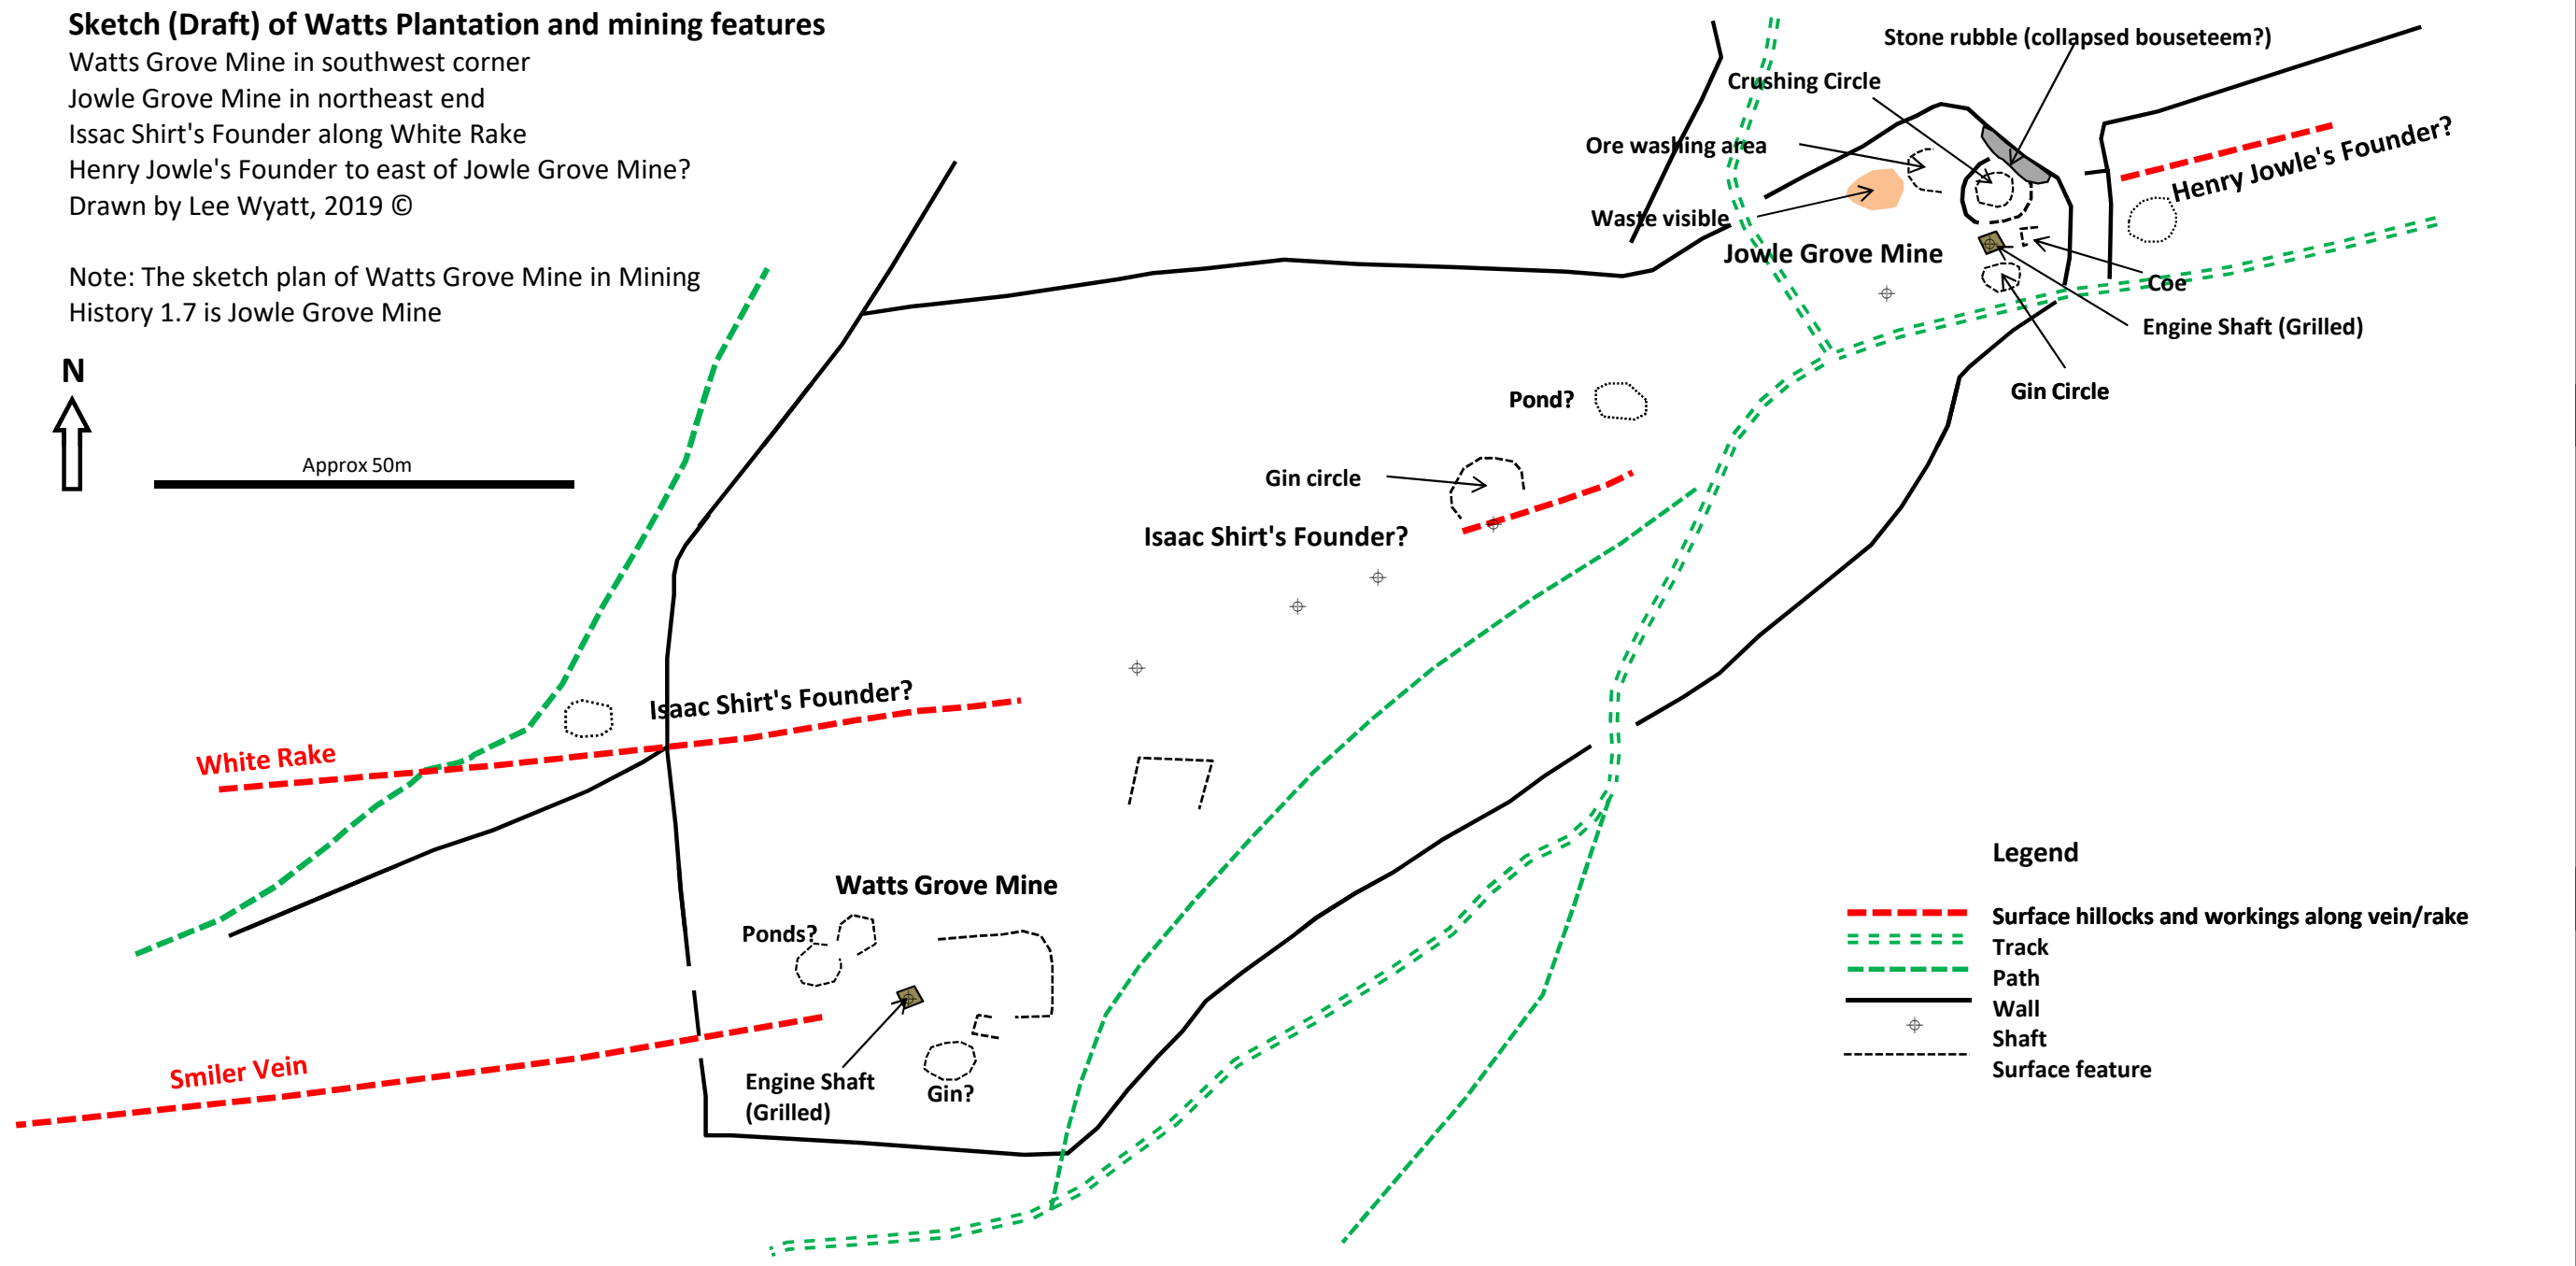 Sketch (Draft) of Watts Plantation and mining features
Watts Grove Mine in southwest corner
Jowle Grove Mine in northeast end
Issac Shirt's Founder along White Rake
Henry Jowle's Founder to east of Jowle Grove Mine?
Drawn by Lee Wyatt, 2019 ©
Note: The sketch plan of Watts Grove Mine in Mining
History 1.7 is Jowle Grove Mine
N
Approx 50m
Stone rubble (collapsed bouseteem?)
Crushing Circle
Ore washing area
Waste visible
Jowle Grove Mine
Henry Jowle's Founder?
Coe
Engine Shaft (Grilled)
Gin Circle
Pond?
Gin circle
Isaac Shirt's Founder?
Isaac Shirt's Founder?
White Rake
Watts Grove Mine
Ponds?
Smiler Vein
Engine Shaft
(Grilled)
Gin?
Legend
Surface hillocks and workings along vein/rake
Track
Path
Wall
Shaft
Surface feature